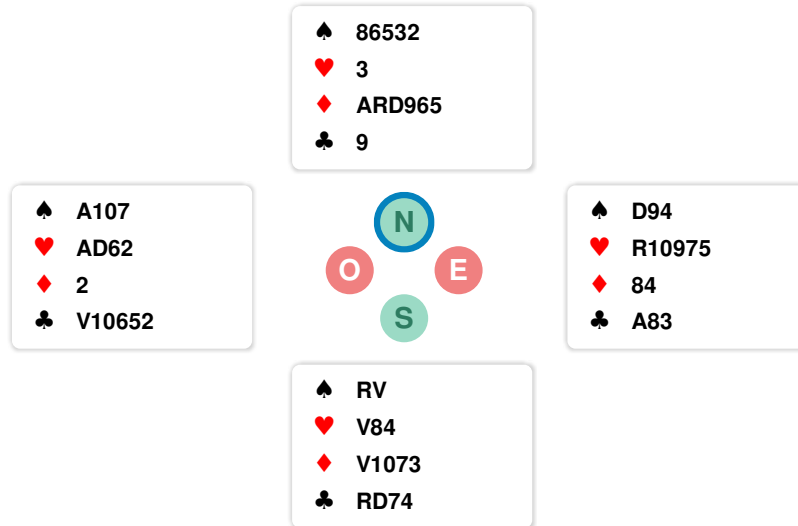 ♠ 86532
♥ 3
♦ ARD965
♣ 9
♠ A107
♥ AD62
♦ 2
♣ V10652
N
O E
S
♠ D94
♥ R10975
♦ 84
♣ A83
♠ RV
♥ V84
♦ V1073
♣ RD74